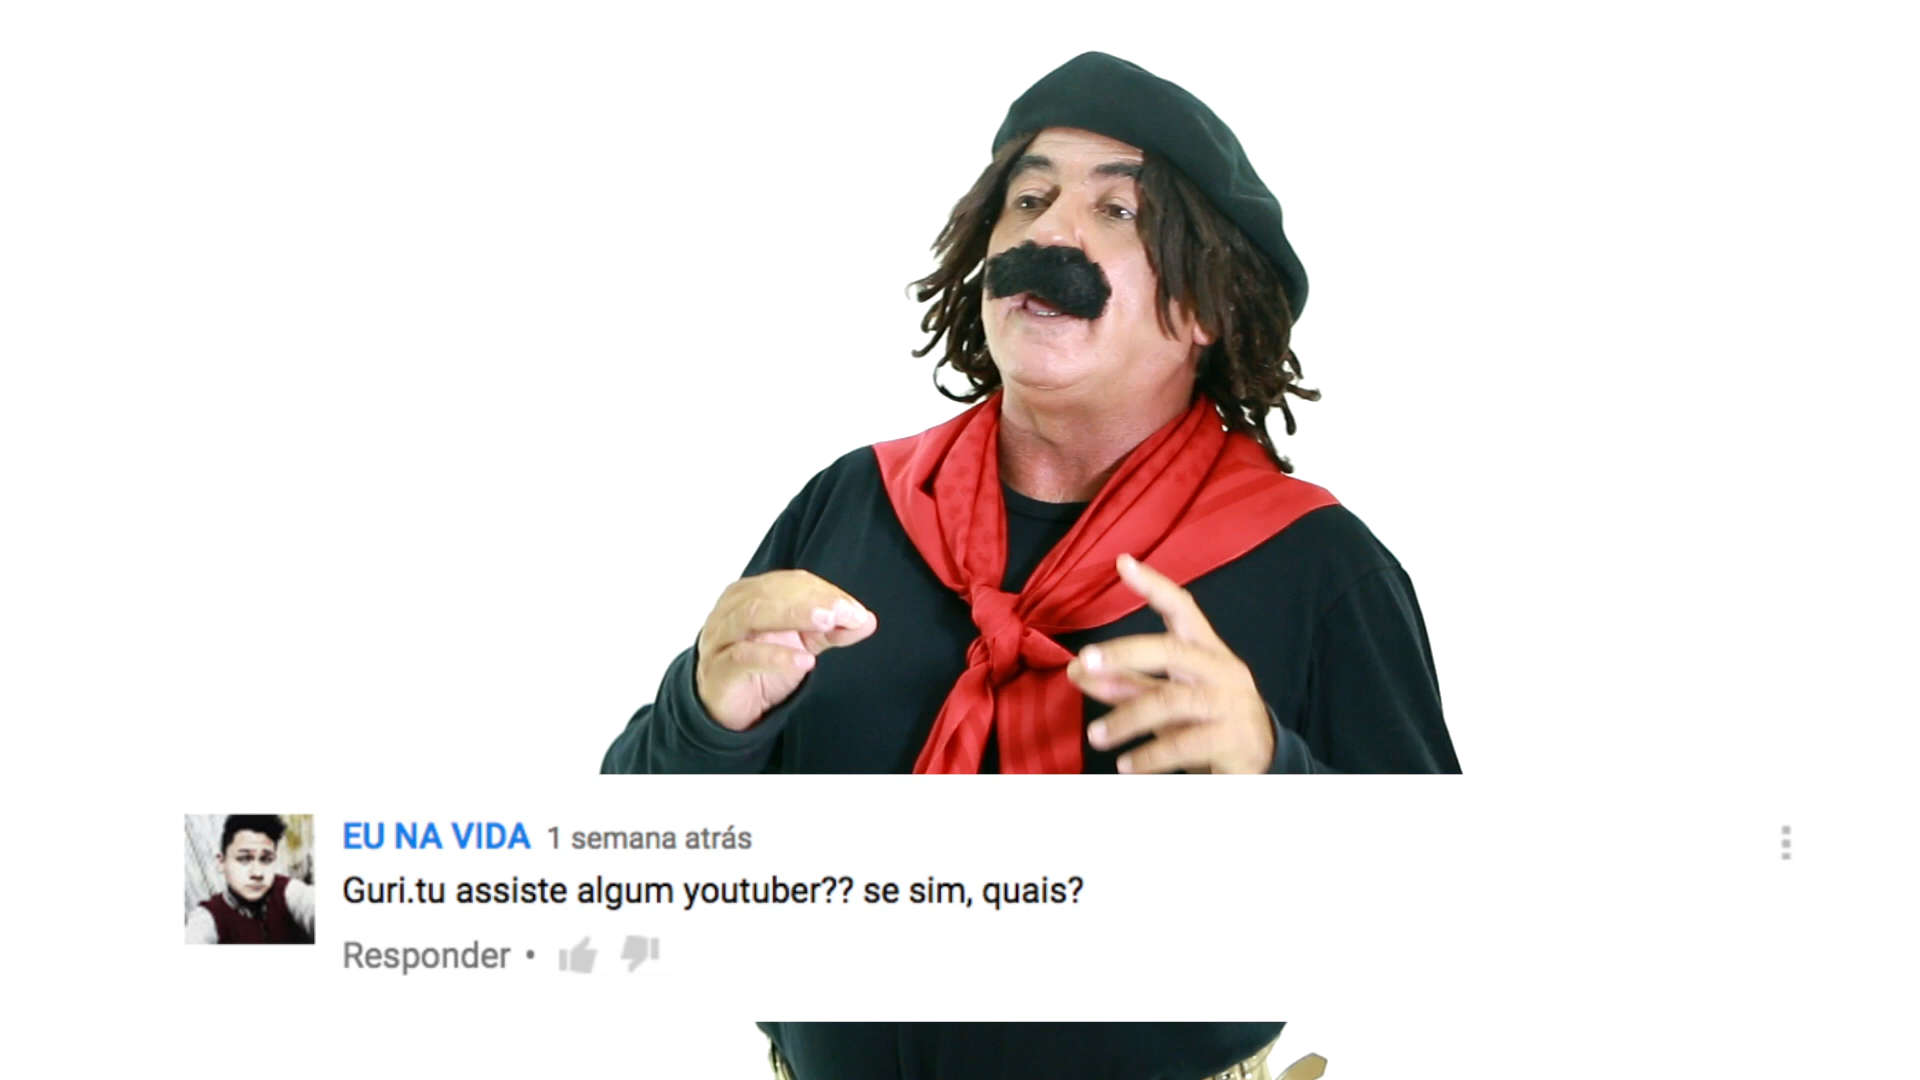 EU NA VIDA 1 semana atrás
Guri.tu assiste algum youtuber?? se sim, quais?
Responder •